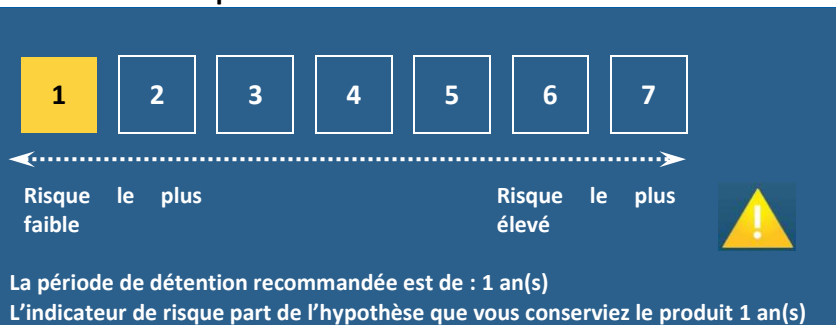 1 2 3 4 5 6 7
Risque le plus
faible
Risque le plus
élevé
La période de détention recommandée est de : 1 an(s)
L’indicateur de risque part de l’hypothèse que vous conserviez le produit 1 an(s)